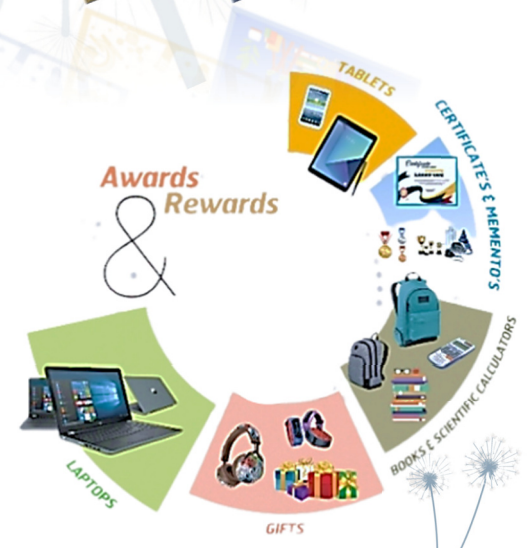 Awards
&
Rewards
TABLETS
CERTIFICATE'S & MEMENTO'S
BOOKS & SCIENTIFIC CALCULATORS
GIFTS
LAPTOPS